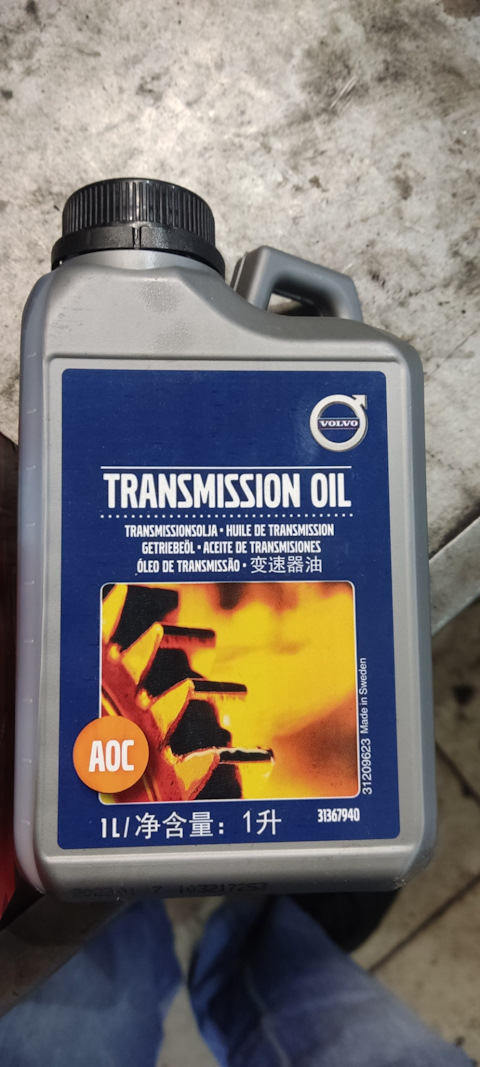 VOLVO
TRANSMISSION OIL
TRANSMISSIONSOLJA • HUILE DE TRANSMISSION
GETRIEBEÖL • ACEITE DE TRANSMISIONES
ÓLEO DE TRANSMISSÃO • 变速器油
31209623 Made in Sweden
AOC
1L/净含量：1升
31367940